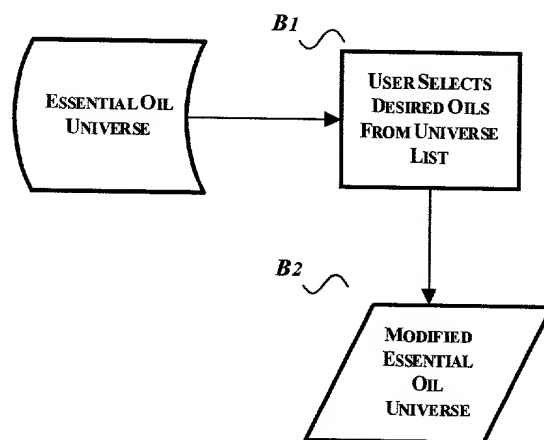 B1
ESSENTIAL OIL
UNIVERSE
USER SELECTS
DESIRED OILS
FROM UNIVERSE
LIST
B2
MODIFIED
ESSENTIAL
OIL
UNIVERSE